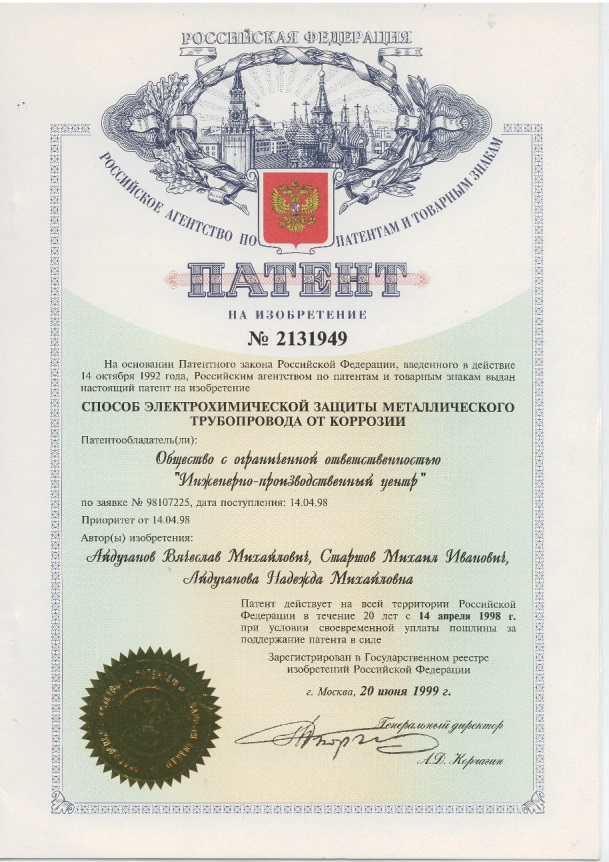 РОССИЙСКАЯ ФЕДЕРАЦИЯ
РОССИЙСКОЕ АГЕНТСТВО ПО ПАТЕНТАМ И ТОВАРНЫМ ЗНАКАМ
ПАТЕНТ
НА ИЗОБРЕТЕНИЕ
№ 2131949
На основании Патентного закона Российской Федерации, введенного в действие
14 октября 1992 года, Российским агентством по патентам и товарным знакам выдан
настоящий патент на изобретение
СПОСОБ ЭЛЕКТРОХИМИЧЕСКОЙ ЗАЩИТЫ МЕТАЛЛИЧЕСКОГО
ТРУБОПРОВОДА ОТ КОРРОЗИИ
Патентообладатель(ли):
Общество с ограниченной ответственностью
"Инженерно-производственный центр"
по заявке № 98107225, дата поступления: 14.04.98
Приоритет от 14.04.98
Автор(ы) изобретения:
Айдуганов Вячеслав Михайлович, Старшов Михаил Иванович,
Айдуганова Надежда Михайловна
Патент действует на всей территории Российской
Федерации в течение 20 лет с 14 апреля 1998 г.
при условии своевременной уплаты пошлины за
поддержание патента в силе
Зарегистрирован в Государственном реестре
изобретений Российской Федерации
г. Москва, 20 июня 1999 г.
Генеральный директор
А.Д. Корчагин